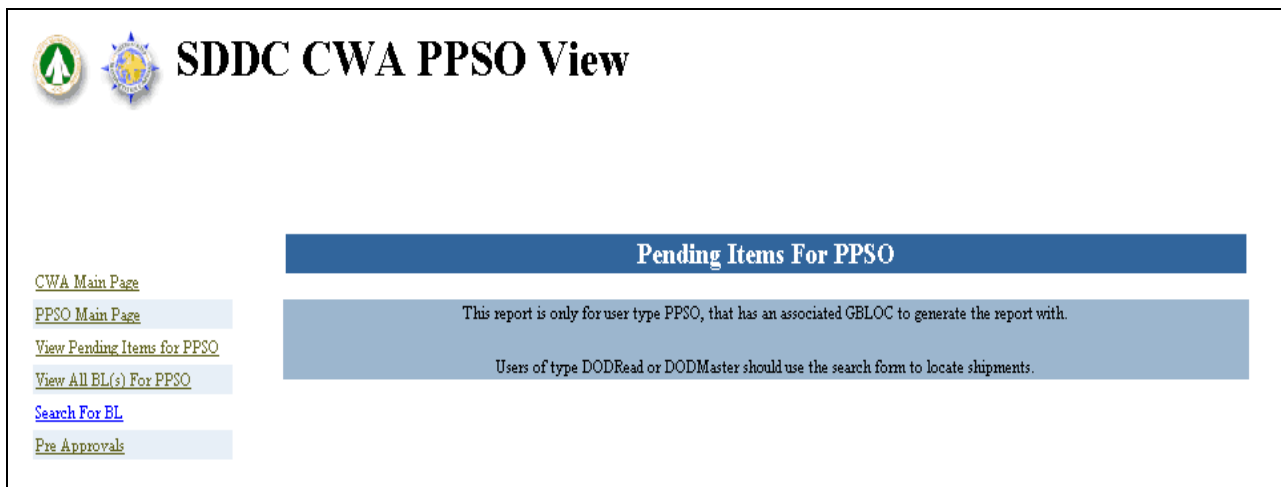 SDDC CWA PPSO View
Pending Items For PPSO
CWA Main Page
PPSO Main Page
View Pending Items for PPSO
View All BL(s) For PPSO
Search For BL
Pre Approvals
This report is only for user type PPSO, that has an associated GBLOC to generate the report with.
Users of type DODRead or DODMaster should use the search form to locate shipments.